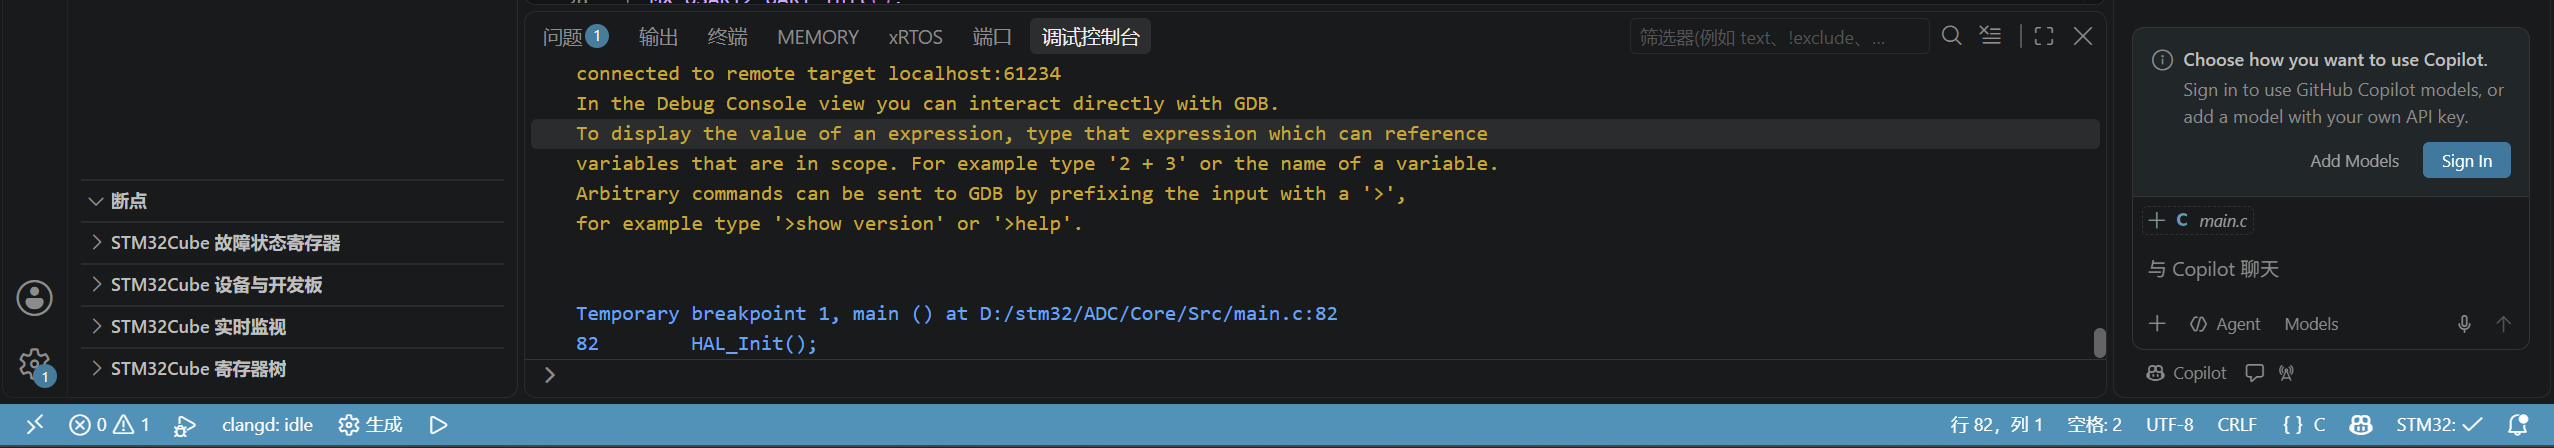 问题 1 输出 终端 MEMORY xRTOS 端口 调试控制台 筛选器(例如 text、!exclude、...
connected to remote target localhost:61234
In the Debug Console view you can interact directly with GDB.
To display the value of an expression, type that expression which can reference
variables that are in scope. For example type '2 + 3' or the name of a variable.
Arbitrary commands can be sent to GDB by prefixing the input with a '>',
for example type '>show version' or '>help'.
Temporary breakpoint 1, main () at D:/stm32/ADC/Core/Src/main.c:82
82 HAL_Init();
断点
STM32Cube 故障状态寄存器
STM32Cube 设备与开发板
STM32Cube 实时监视
STM32Cube 寄存器树
1
Choose how you want to use Copilot.
Sign in to use GitHub Copilot models, or
add a model with your own API key.
Add Models Sign In
C main.c
与 Copilot 聊天
Agent Models
Copilot
0 1 clangd: idle 生成 行 82，列 1 空格: 2 UTF-8 CRLF { } C STM32: